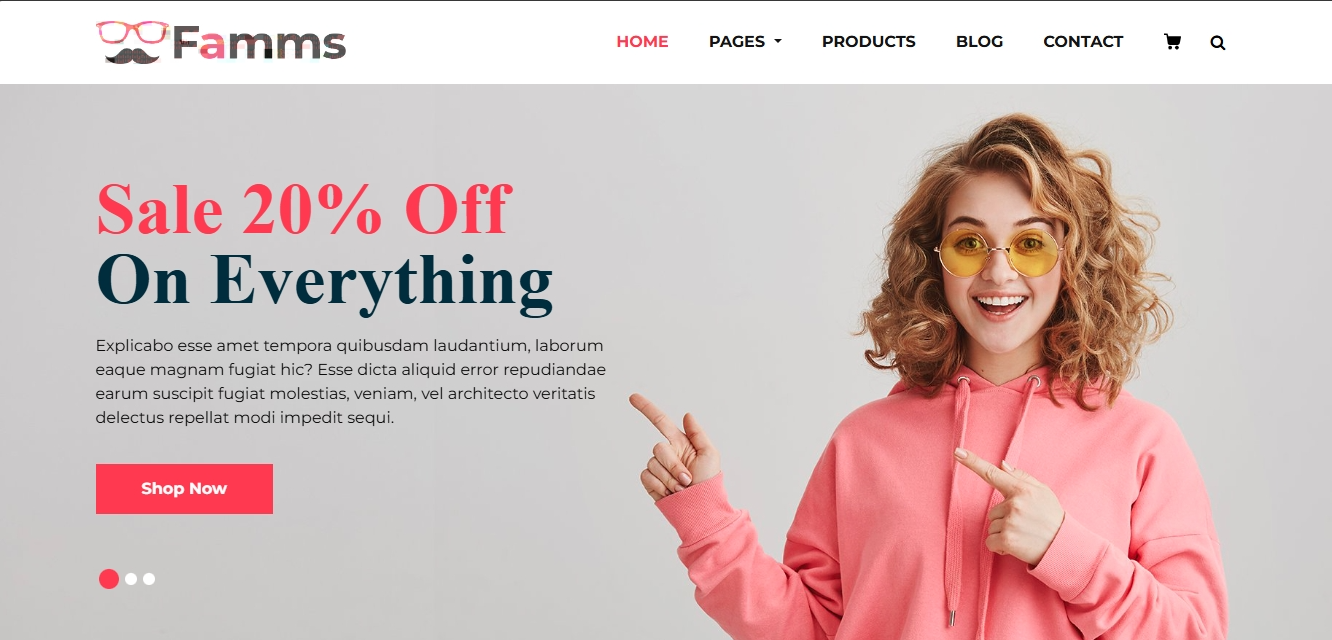 Famms
HOME PAGES PRODUCTS BLOG CONTACT
Sale 20% Off
On Everything
Explicabo esse amet tempora quibusdam laudantium, laborum
eaque magnam fugiat hic? Esse dicta aliquid error repudiandae
earum suscipit fugiat molestias, veniam, vel architecto veritatis
delectus repellat modi impedit sequi.
Shop Now